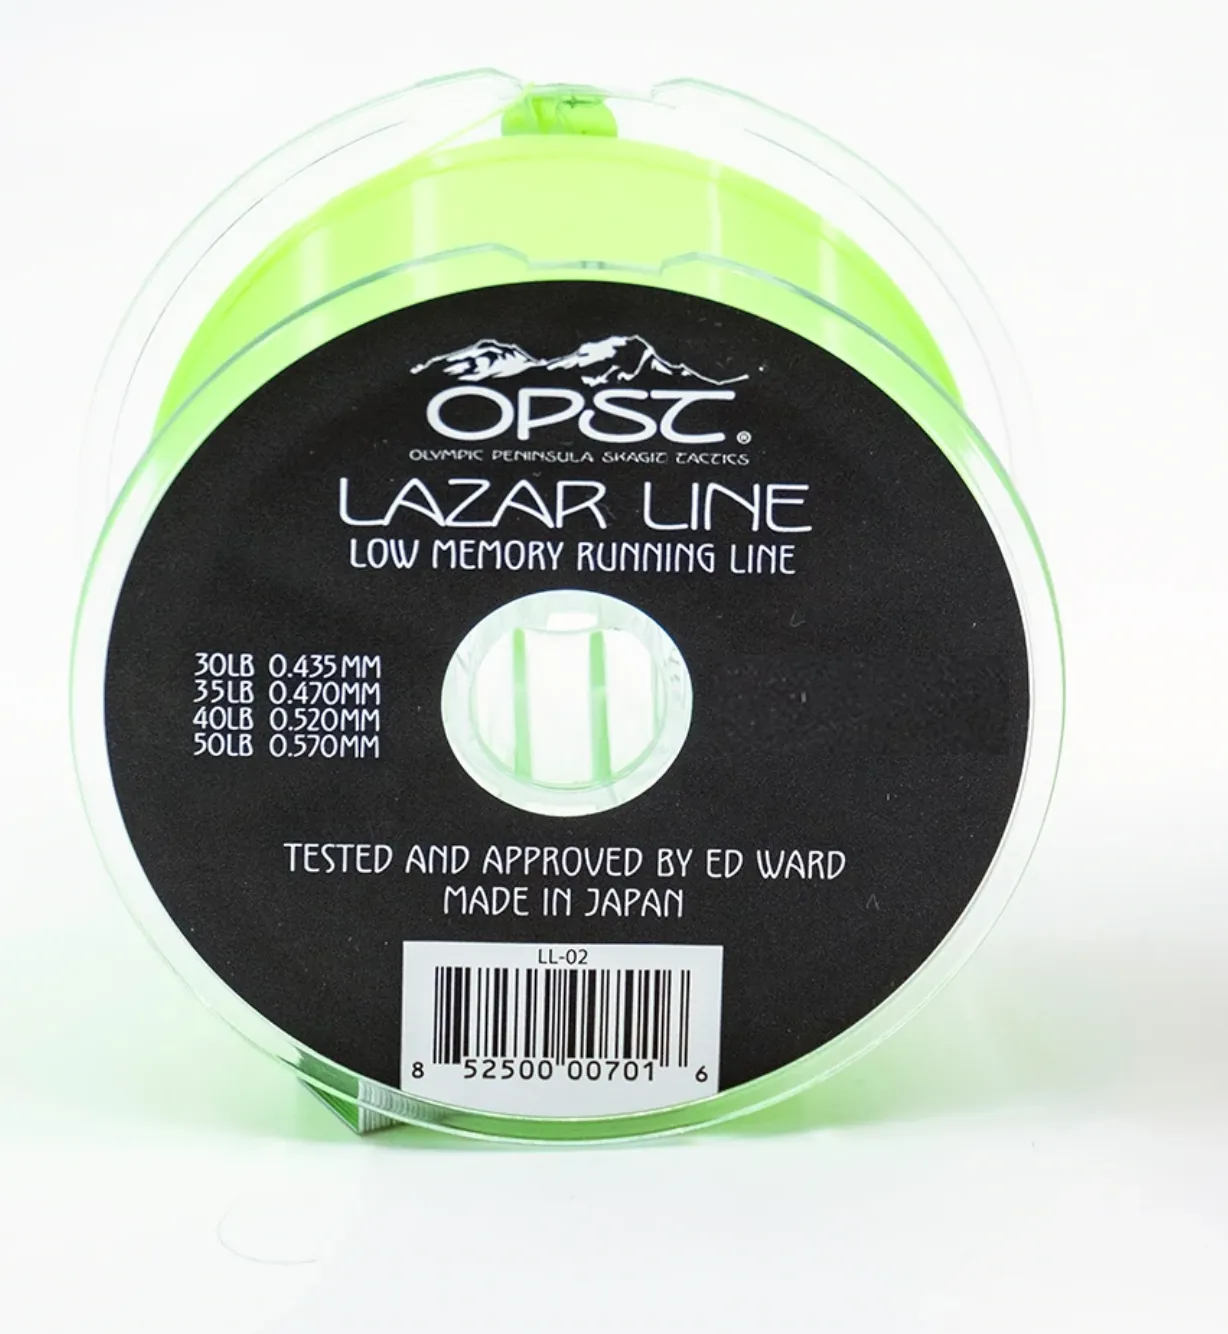 OPST®
OLYMPIC PENINSULA SKAGIT TACTICS
LAZAR LINE
LOW MEMORY RUNNING LINE
30LB 0.435MM
35LB 0.470MM
40LB 0.520MM
50LB 0.570MM
TESTED AND APPROVED BY ED WARD
MADE IN JAPAN
LL-02
8 52500 00701 6